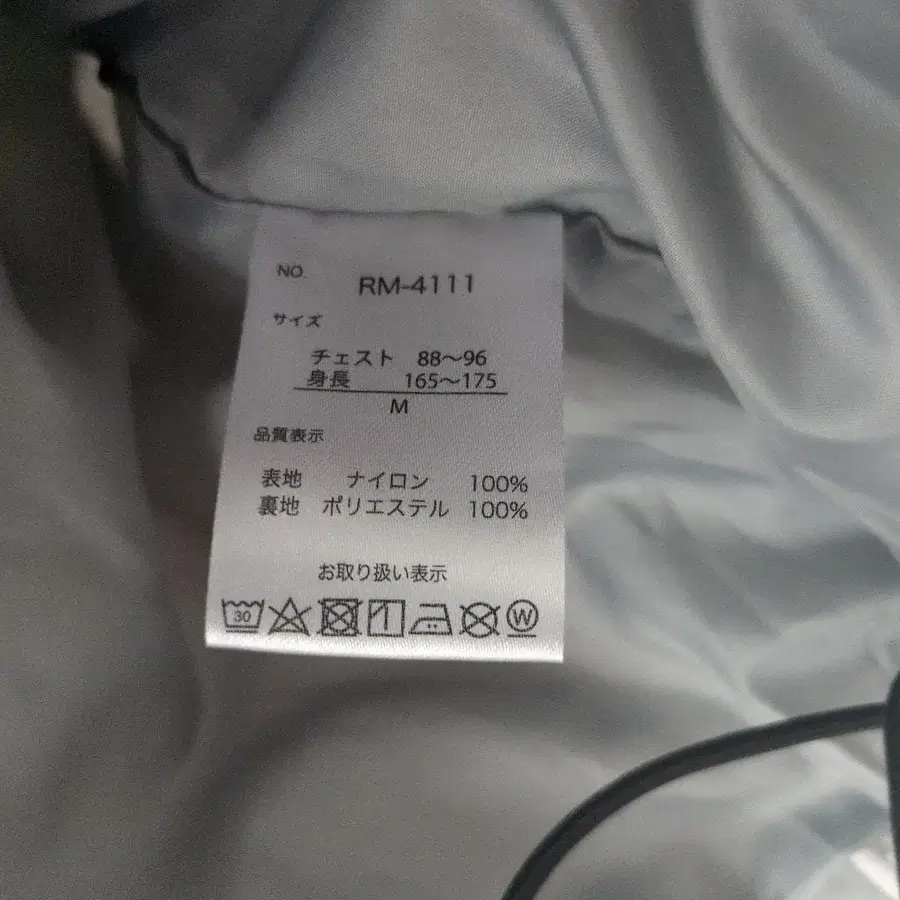 NO.
RM-4111
サイズ
チェスト 88～96
身長 165～175
M
品質表示
表地 ナイロン 100%
裏地 ポリエステル 100%
お取り扱い表示
30 W